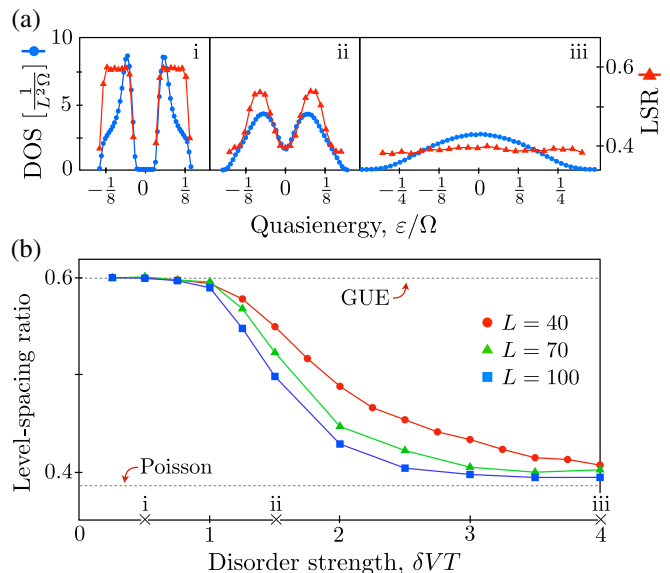 (a)
DOS [1/(L²Ω)]
10
5
0
i
ii
iii
0.6
0.4
LSR
−1/8 0 1/8
−1/8 0 1/8
−1/4 −1/8 0 1/8 1/4
Quasienergy, ε/Ω
(b)
Level-spacing ratio
0.6
0.4
GUE
L = 40
L = 70
L = 100
Poisson
i ii iii
0 1 2 3 4
Disorder strength, δVT